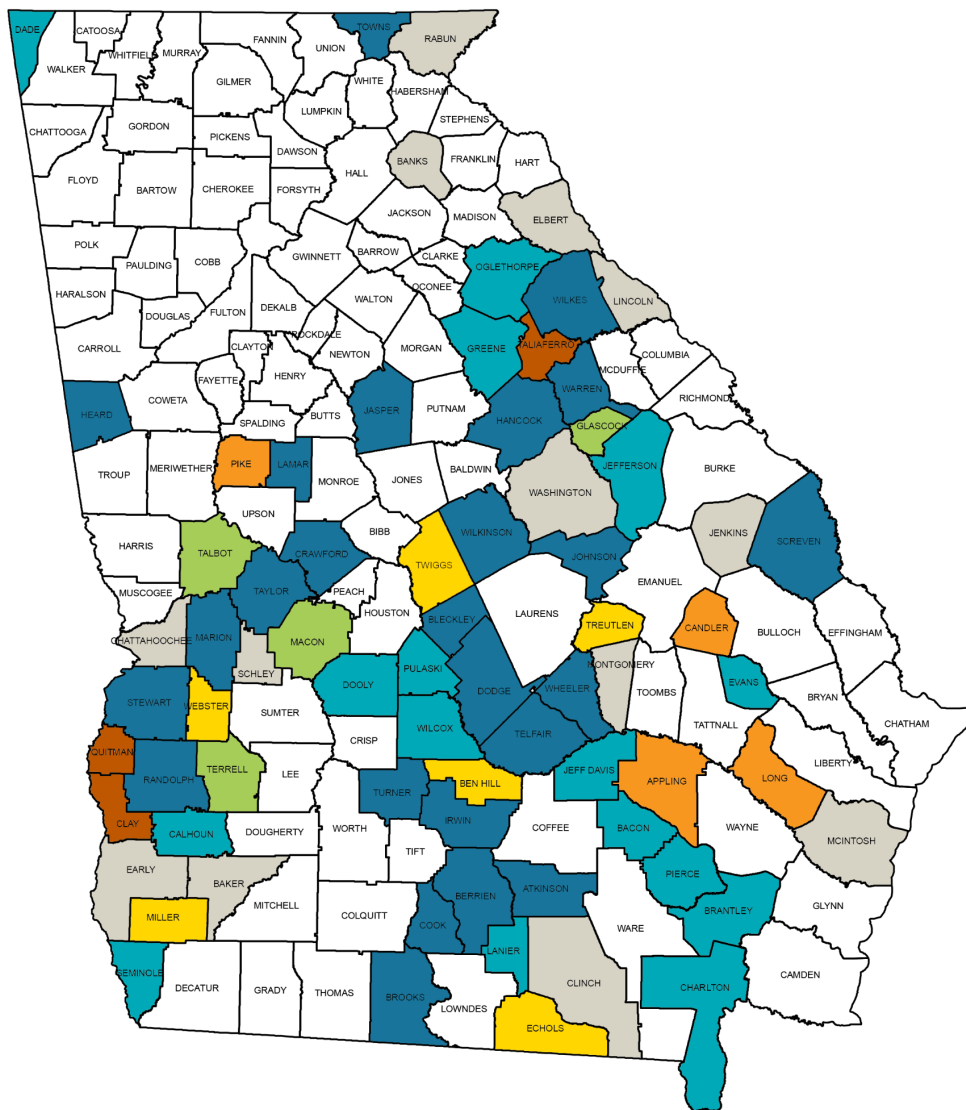 DADE
CATOOSA
WHITFIELD
WALKER
MURRAY
FANNIN
UNION
TOWNS
RABUN
GILMER
WHITE
HABERSHAM
LUMPKIN
STEPHENS
CHATTOOGA
GORDON
PICKENS
DAWSON
BANKS
FRANKLIN
HART
HALL
FLOYD
BARTOW
CHEROKEE
FORSYTH
JACKSON
MADISON
ELBERT
POLK
PAULDING
COBB
GWINNETT
BARROW
CLARKE
OCONEE
OGLETHORPE
WILKES
LINCOLN
HARALSON
DOUGLAS
FULTON
DEKALB
WALTON
CARROLL
CLAYTON
ROCKDALE
NEWTON
MORGAN
GREENE
TALIAFERRO
MCDUFFIE
COLUMBIA
RICHMOND
HEARD
COWETA
FAYETTE
HENRY
SPALDING
BUTTS
JASPER
PUTNAM
HANCOCK
WARREN
GLASCOCK
JEFFERSON
BURKE
TROUP
MERIWETHER
PIKE
LAMAR
MONROE
JONES
BALDWIN
WASHINGTON
UPSON
BIBB
WILKINSON
JENKINS
SCREVEN
HARRIS
TALBOT
CRAWFORD
TWIGGS
JOHNSON
EMANUEL
MUSCOGEE
TAYLOR
PEACH
HOUSTON
LAURENS
CHATTAHOOCHEE
MARION
MACON
BLECKLEY
TREUTLEN
CANDLER
BULLOCH
EFFINGHAM
SCHLEY
DOOLY
PULASKI
DODGE
WHEELER
MONTGOMERY
TOOMBS
EVANS
BRYAN
STEWART
WEBSTER
SUMTER
CRISP
WILCOX
TELFAIR
TATTNALL
CHATHAM
QUITMAN
RANDOLPH
TERRELL
LEE
BEN HILL
JEFF DAVIS
APPLING
LONG
LIBERTY
CLAY
CALHOUN
DOUGHERTY
WORTH
TURNER
IRWIN
COFFEE
BACON
WAYNE
MCINTOSH
TIFT
EARLY
BAKER
MITCHELL
COLQUITT
BERRIEN
ATKINSON
PIERCE
BRANTLEY
GLYNN
MILLER
COOK
LANIER
WARE
SEMINOLE
DECATUR
GRADY
THOMAS
BROOKS
LOWNDES
ECHOLS
CLINCH
CHARLTON
CAMDEN